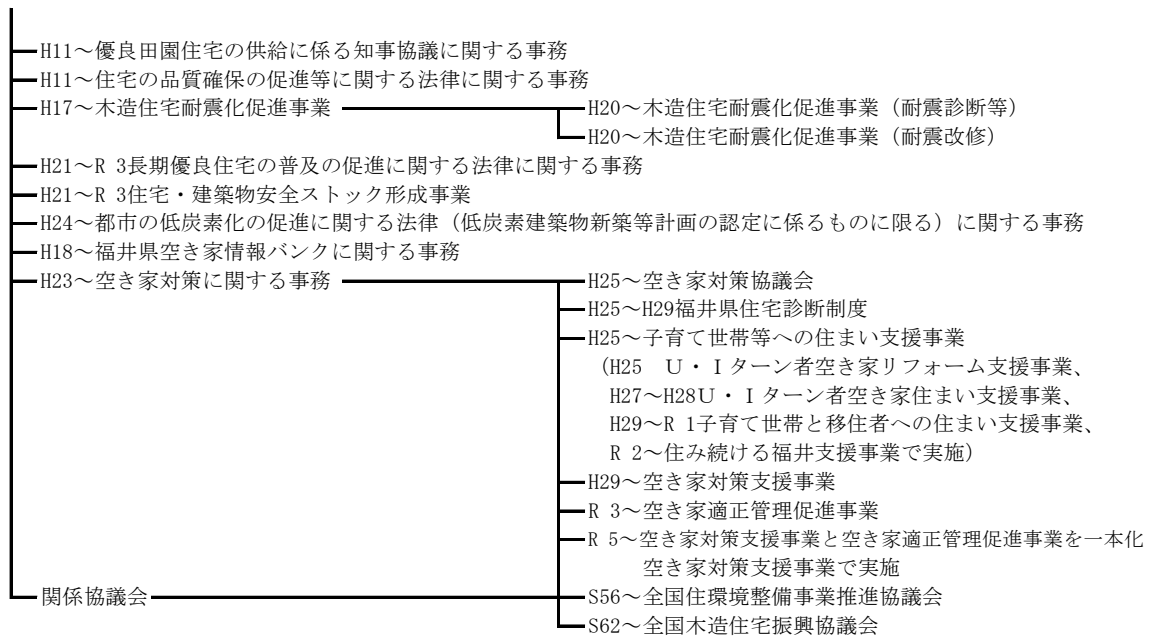 H11～優良田園住宅の供給に係る知事協議に関する事務
H11～住宅の品質確保の促進等に関する法律に関する事務
H17～木造住宅耐震化促進事業
H20～木造住宅耐震化促進事業（耐震診断等）
H20～木造住宅耐震化促進事業（耐震改修）
H21～R 3長期優良住宅の普及の促進に関する法律に関する事務
H21～R 3住宅・建築物安全ストック形成事業
H24～都市の低炭素化の促進に関する法律（低炭素建築物新築等計画の認定に係るものに限る）に関する事務
H18～福井県空き家情報バンクに関する事務
H23～空き家対策に関する事務
H25～空き家対策協議会
H25～H29福井県住宅診断制度
H25～子育て世帯等への住まい支援事業
（H25　Ｕ・Ｉターン者空き家リフォーム支援事業、
H27～H28Ｕ・Ｉターン者空き家住まい支援事業、
H29～R 1子育て世帯と移住者への住まい支援事業、
R 2～住み続ける福井支援事業で実施）
H29～空き家対策支援事業
R 3～空き家適正管理促進事業
R 5～空き家対策支援事業と空き家適正管理促進事業を一本化
空き家対策支援事業で実施
関係協議会
S56～全国住環境整備事業推進協議会
S62～全国木造住宅振興協議会